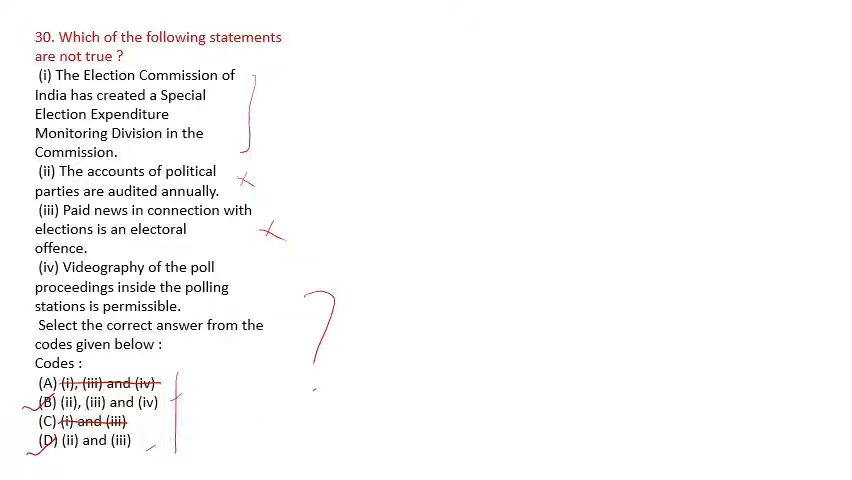 30. Which of the following statements
are not true ?
(i) The Election Commission of
India has created a Special
Election Expenditure
Monitoring Division in the
Commission.
(ii) The accounts of political
parties are audited annually.
(iii) Paid news in connection with
elections is an electoral
offence.
(iv) Videography of the poll
proceedings inside the polling
stations is permissible.
Select the correct answer from the
codes given below :
Codes :
(A) (i), (iii) and (iv)
(B) (ii), (iii) and (iv)
(C) (i) and (iii)
(D) (ii) and (iii)
?